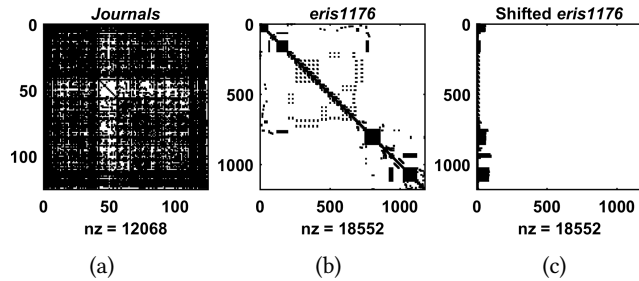 Journals
0
50
100
0 50 100
nz = 12068
(a)
eris1176
0
500
1000
0 500 1000
nz = 18552
(b)
Shifted eris1176
0
500
1000
0 500 1000
nz = 18552
(c)